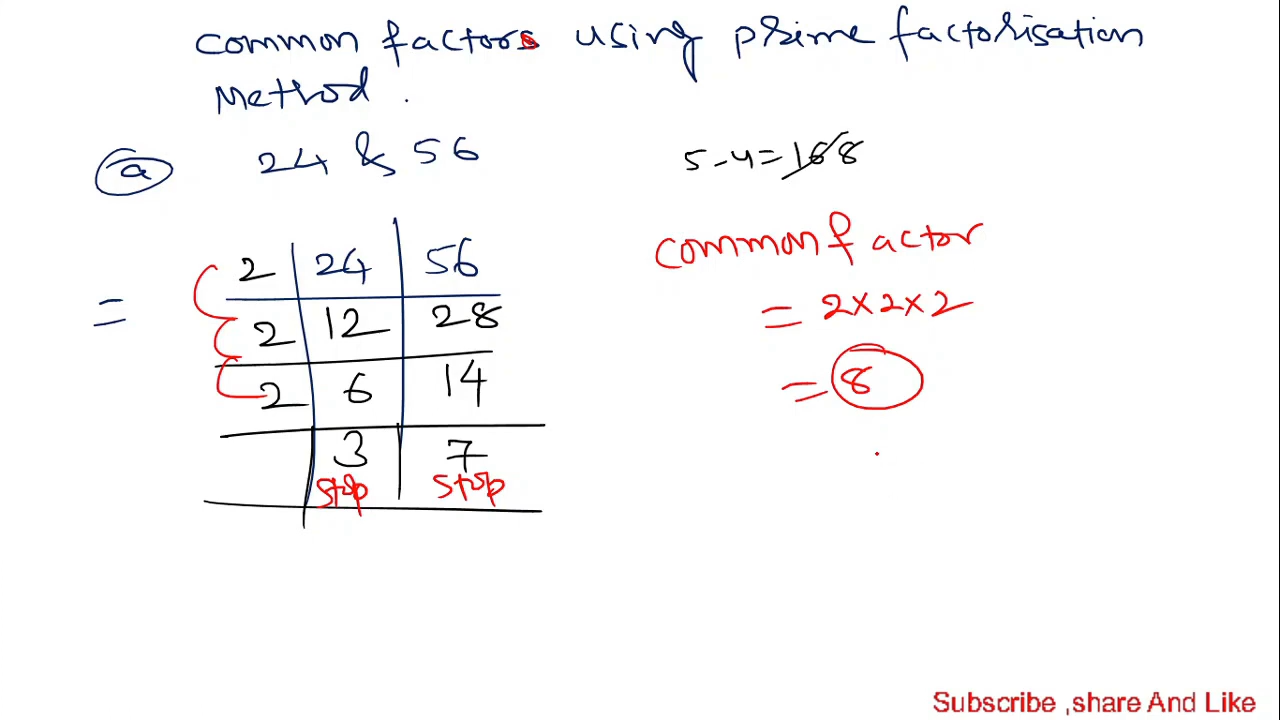 common factors using prime factorisation
Method .
a 24 & 56
5-4=168
common factor
= 2×2×2
= 8
= 2 24 56
2 12 28
2 6 14
3 7
stop stop
Subscribe ,share And Like